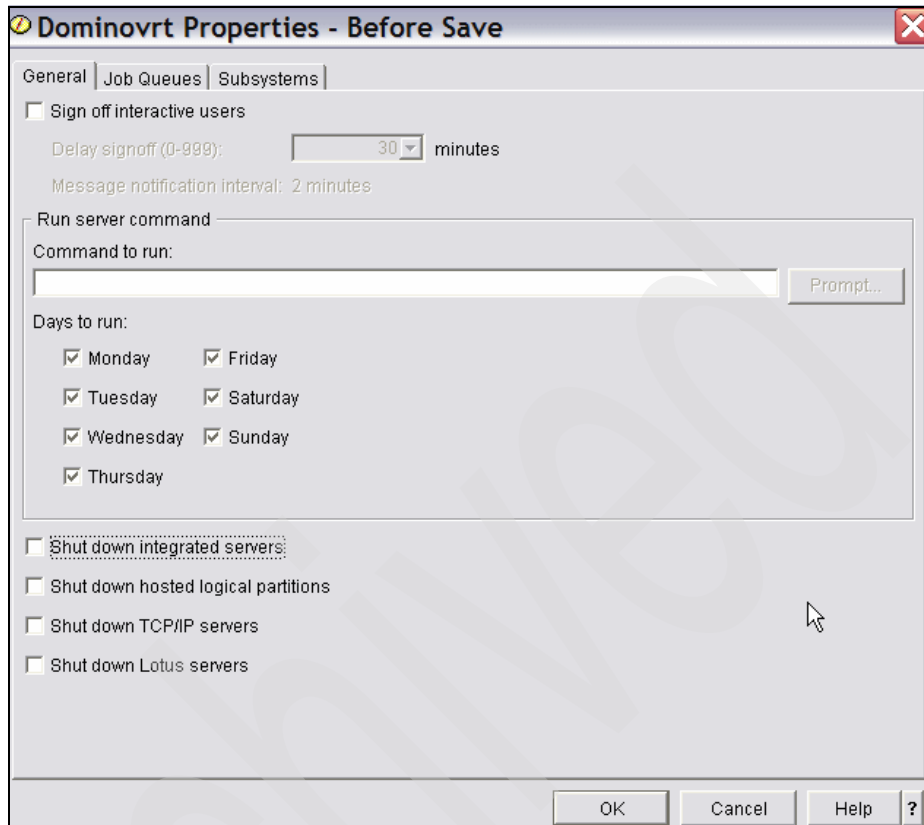 Dominovrt Properties - Before Save
General Job Queues Subsystems
Sign off interactive users
Delay signoff (0-999): 30 minutes
Message notification interval: 2 minutes
Run server command
Command to run:
Prompt...
Days to run:
Monday Friday
Tuesday Saturday
Wednesday Sunday
Thursday
Shut down integrated servers
Shut down hosted logical partitions
Shut down TCP/IP servers
Shut down Lotus servers
OK Cancel Help ?